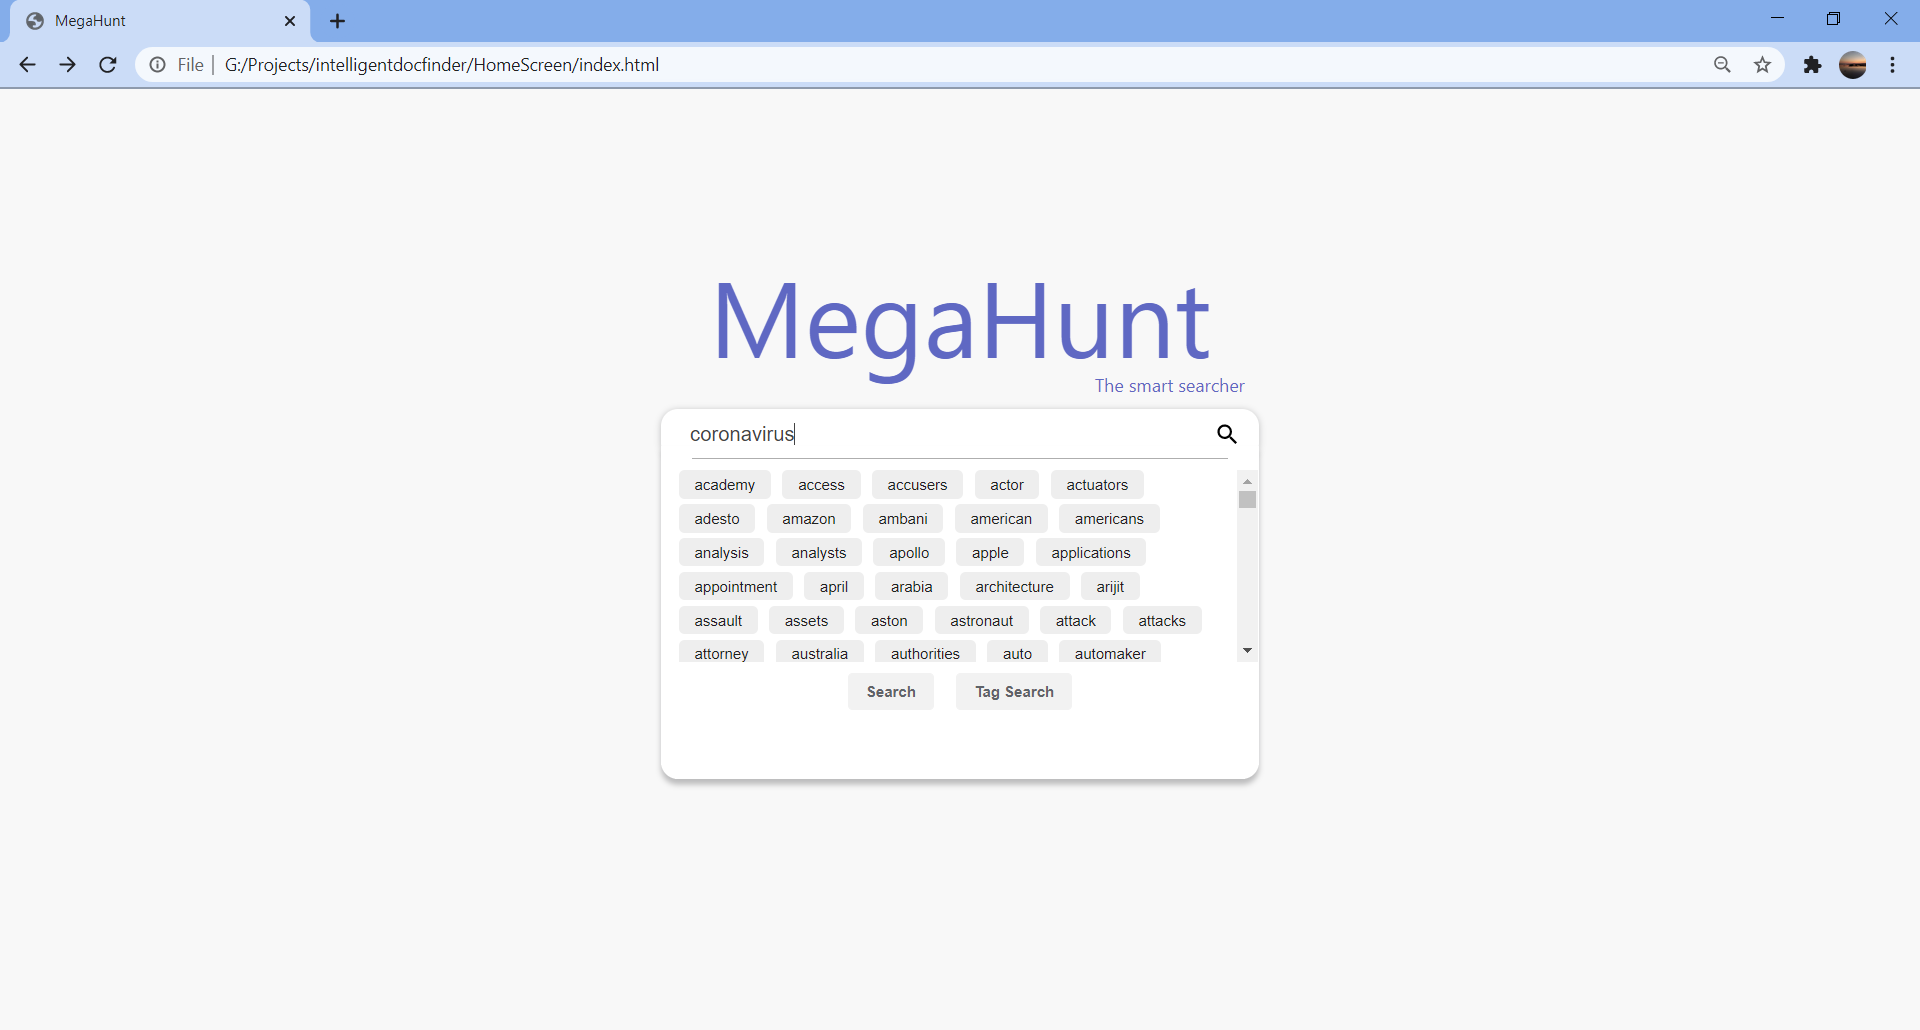 MegaHunt
File | G:/Projects/intelligentdocfinder/HomeScreen/index.html
MegaHunt
The smart searcher
coronavirus
academy access accusers actor actuators
adesto amazon ambani american americans
analysis analysts apollo apple applications
appointment april arabia architecture arijit
assault assets aston astronaut attack attacks
attorney australia authorities auto automaker
Search Tag Search